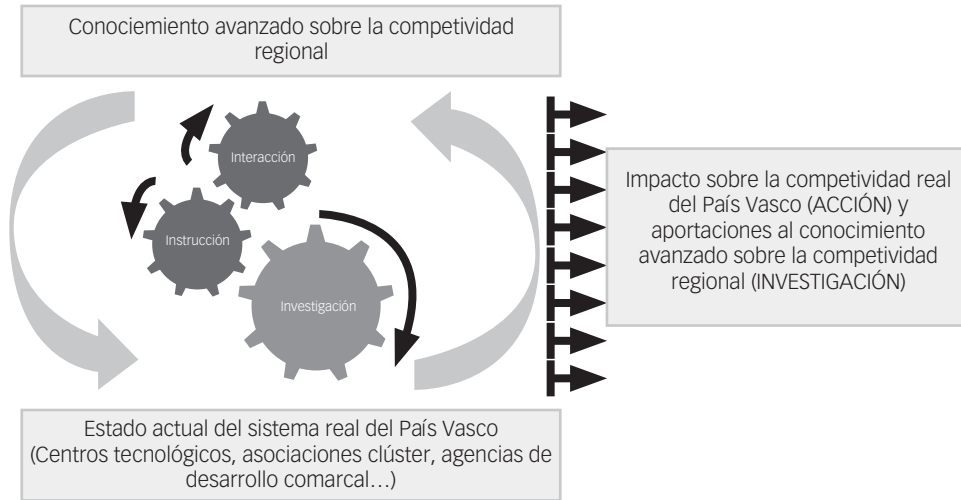 Conociemiento avanzado sobre la competividad
regional
Interacción
Instrucción
Investigación
Impacto sobre la competividad real
del País Vasco (ACCIÓN) y
aportaciones al conocimiento
avanzado sobre la competividad
regional (INVESTIGACIÓN)
Estado actual del sistema real del País Vasco
(Centros tecnológicos, asociaciones clúster, agencias de
desarrollo comarcal…)